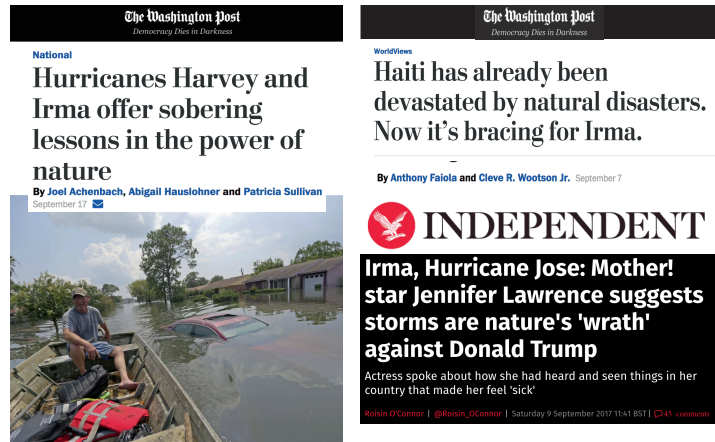 The Washington Post
Democracy Dies in Darkness
National
Hurricanes Harvey and
Irma offer sobering
lessons in the power of
nature
By Joel Achenbach, Abigail Hauslohner and Patricia Sullivan
September 17
The Washington Post
Democracy Dies in Darkness
WorldViews
Haiti has already been
devastated by natural disasters.
Now it's bracing for Irma.
By Anthony Faiola and Cleve R. Wootson Jr. September 7
INDEPENDENT
Irma, Hurricane Jose: Mother!
star Jennifer Lawrence suggests
storms are nature's 'wrath'
against Donald Trump
Actress spoke about how she had heard and seen things in her
country that made her feel 'sick'
Roisin O'Connor | @Roisin_OConnor | Saturday 9 September 2017 11:41 BST | 45 comments